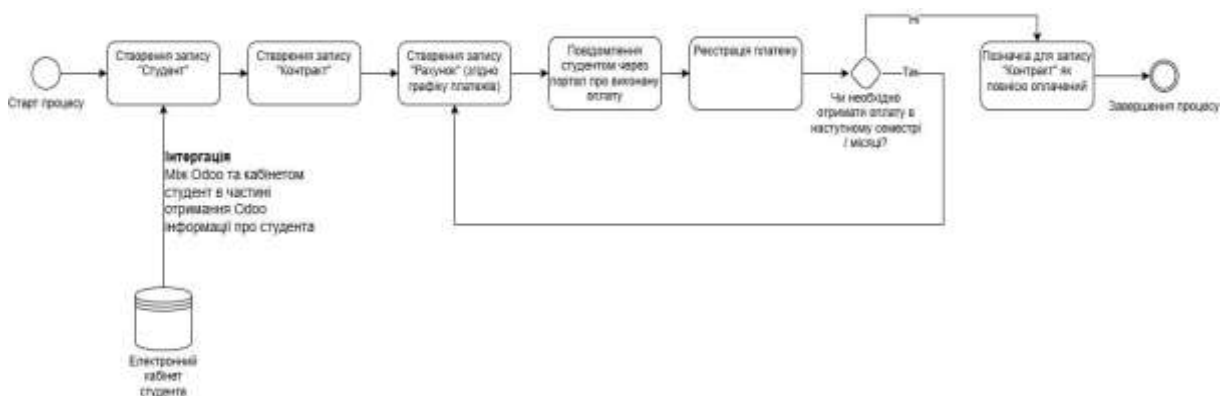 Створення запису
"Студент"
Створення запису
"Контракт"
Створення запису
"Рахунок" (згідно
графіку платежів)
Повідомлення
студентом через
портал про виконану
оплату
Реєстрація платежу
Ні
Так
Чи необхідно
отримати оплату в
наступному семестрі
/ місяці?
Позначка для запису
"Контракт" як
повністю оплачений
Старт процесу
Завершення процесу
Інтергація
Між Odoo та кабінетом
студент в частині
отримання Odoo
інформації про студента
Електронний
кабінет
студента